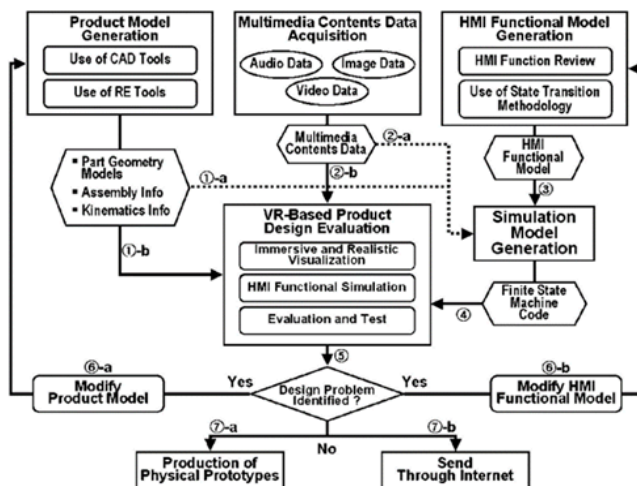 Product Model
Generation
Use of CAD Tools
Use of RE Tools
Multimedia Contents Data
Acquisition
Audio Data
Image Data
Video Data
HMI Functional Model
Generation
HMI Function Review
Use of State Transition
Methodology
▪ Part Geometry
Models
▪ Assembly Info
▪ Kinematics Info
①-a
①-b
Multimedia
Contents Data
②-a
②-b
HMI
Functional
Model
③
VR-Based Product
Design Evaluation
Immersive and Realistic
Visualization
HMI Functional Simulation
Evaluation and Test
Simulation
Model
Generation
Finite State
Machine
Code
④
⑤
⑥-a
Modify
Product Model
Yes
Design Problem
Identified ?
Yes
⑥-b
Modify HMI
Functional Model
⑦-a
No
⑦-b
Production of
Physical Prototypes
Send
Through Internet